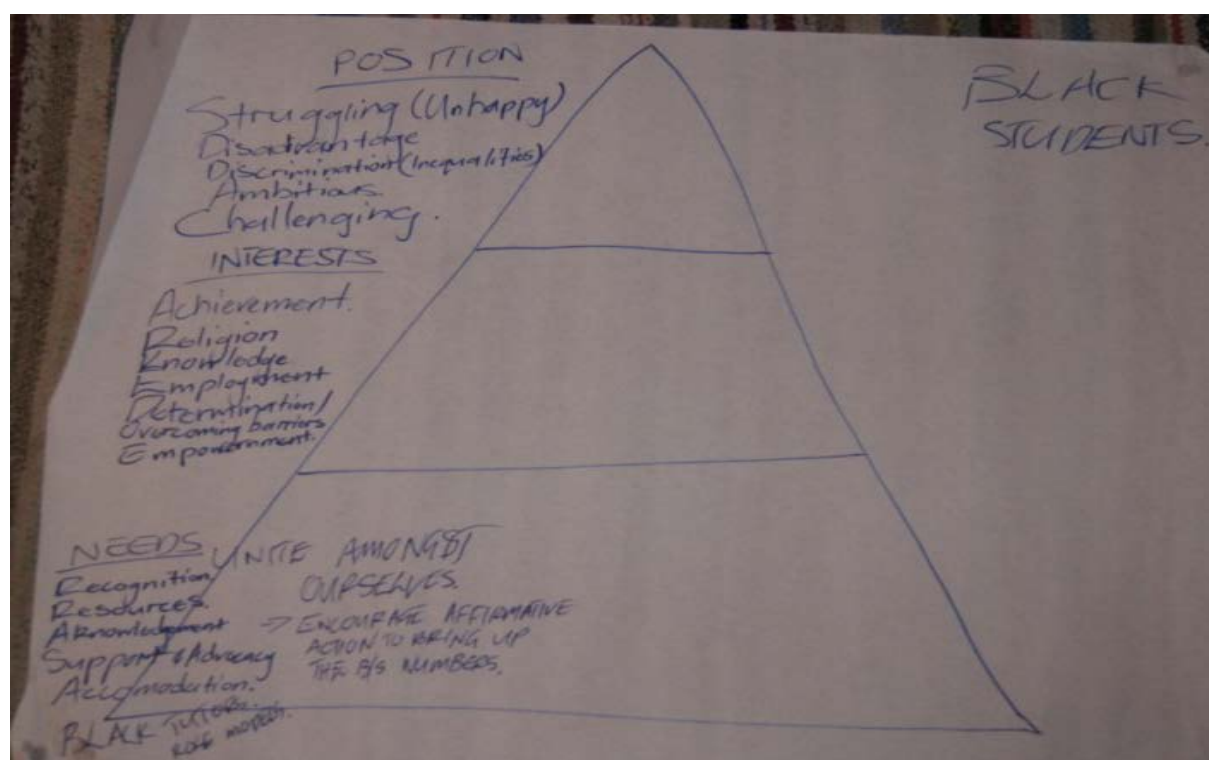 POSITION
Struggling (Unhappy)
Disadvantage
Discrimination (Inequalities)
Ambitious
Challenging.
INTERESTS
Achievement.
Religion
Knowledge
Employment
Determination/
Overcoming barriers
Empowernment.
NEEDS
Recognition
Resources.
Aknowledgment
Support & Advocacy
Accomodation.
BLACK TUTORS.
ROLE MODELS.
UNITE AMONGST
OURSELVES.
→ ENCOURAGE AFFIRMATIVE
ACTION TO BRING UP
THE B/S NUMBERS.
BLACK
STUDENTS.